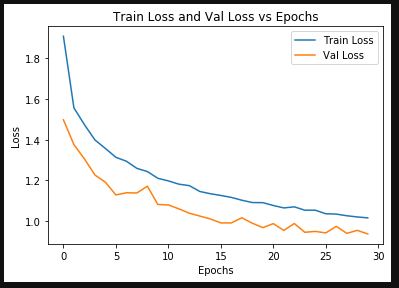 Train Loss and Val Loss vs Epochs
Train Loss
Val Loss
1.8
1.6
1.4
1.2
1.0
Loss
0 5 10 15 20 25 30
Epochs